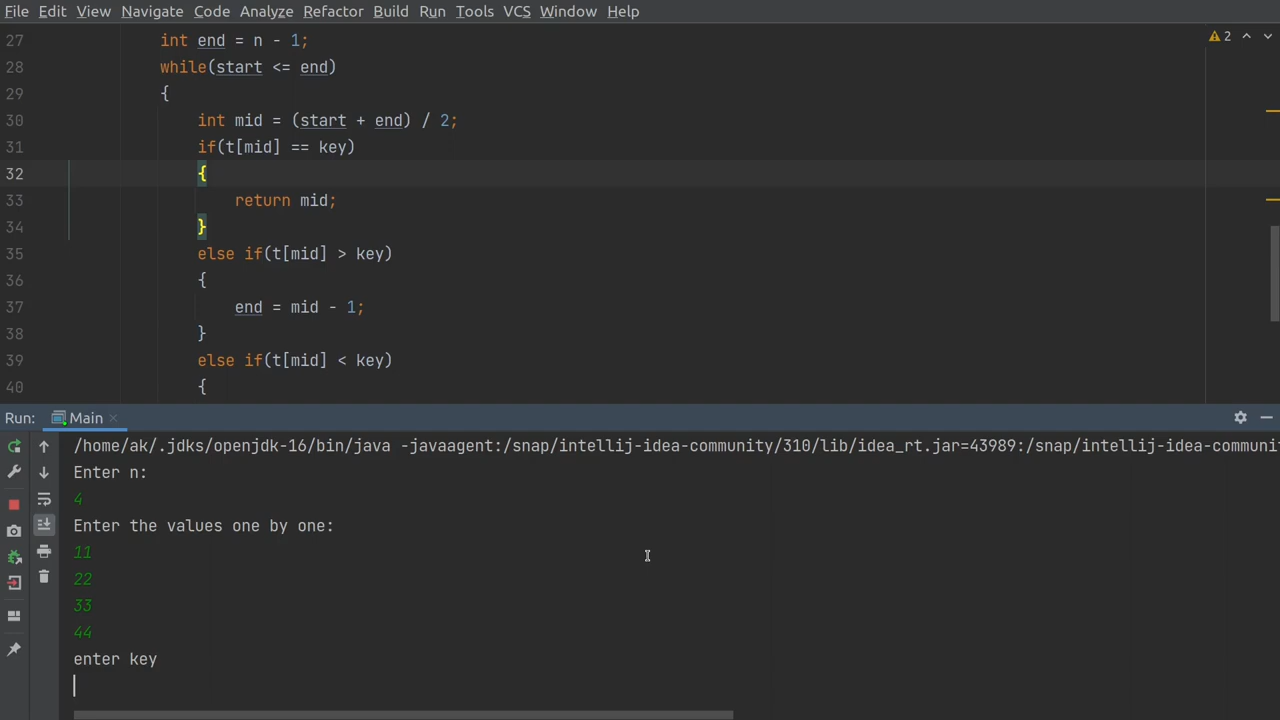 File Edit View Navigate Code Analyze Refactor Build Run Tools VCS Window Help
27 int end = n - 1;
28 while(start <= end)
29 {
30 int mid = (start + end) / 2;
31 if(t[mid] == key)
32 {
33 return mid;
34 }
35 else if(t[mid] > key)
36 {
37 end = mid - 1;
38 }
39 else if(t[mid] < key)
40 {
2
Run: Main
/home/ak/.jdks/openjdk-16/bin/java -javaagent:/snap/intellij-idea-community/310/lib/idea_rt.jar=43989:/snap/intellij-idea-communi
Enter n:
4
Enter the values one by one:
11
22
33
44
enter key